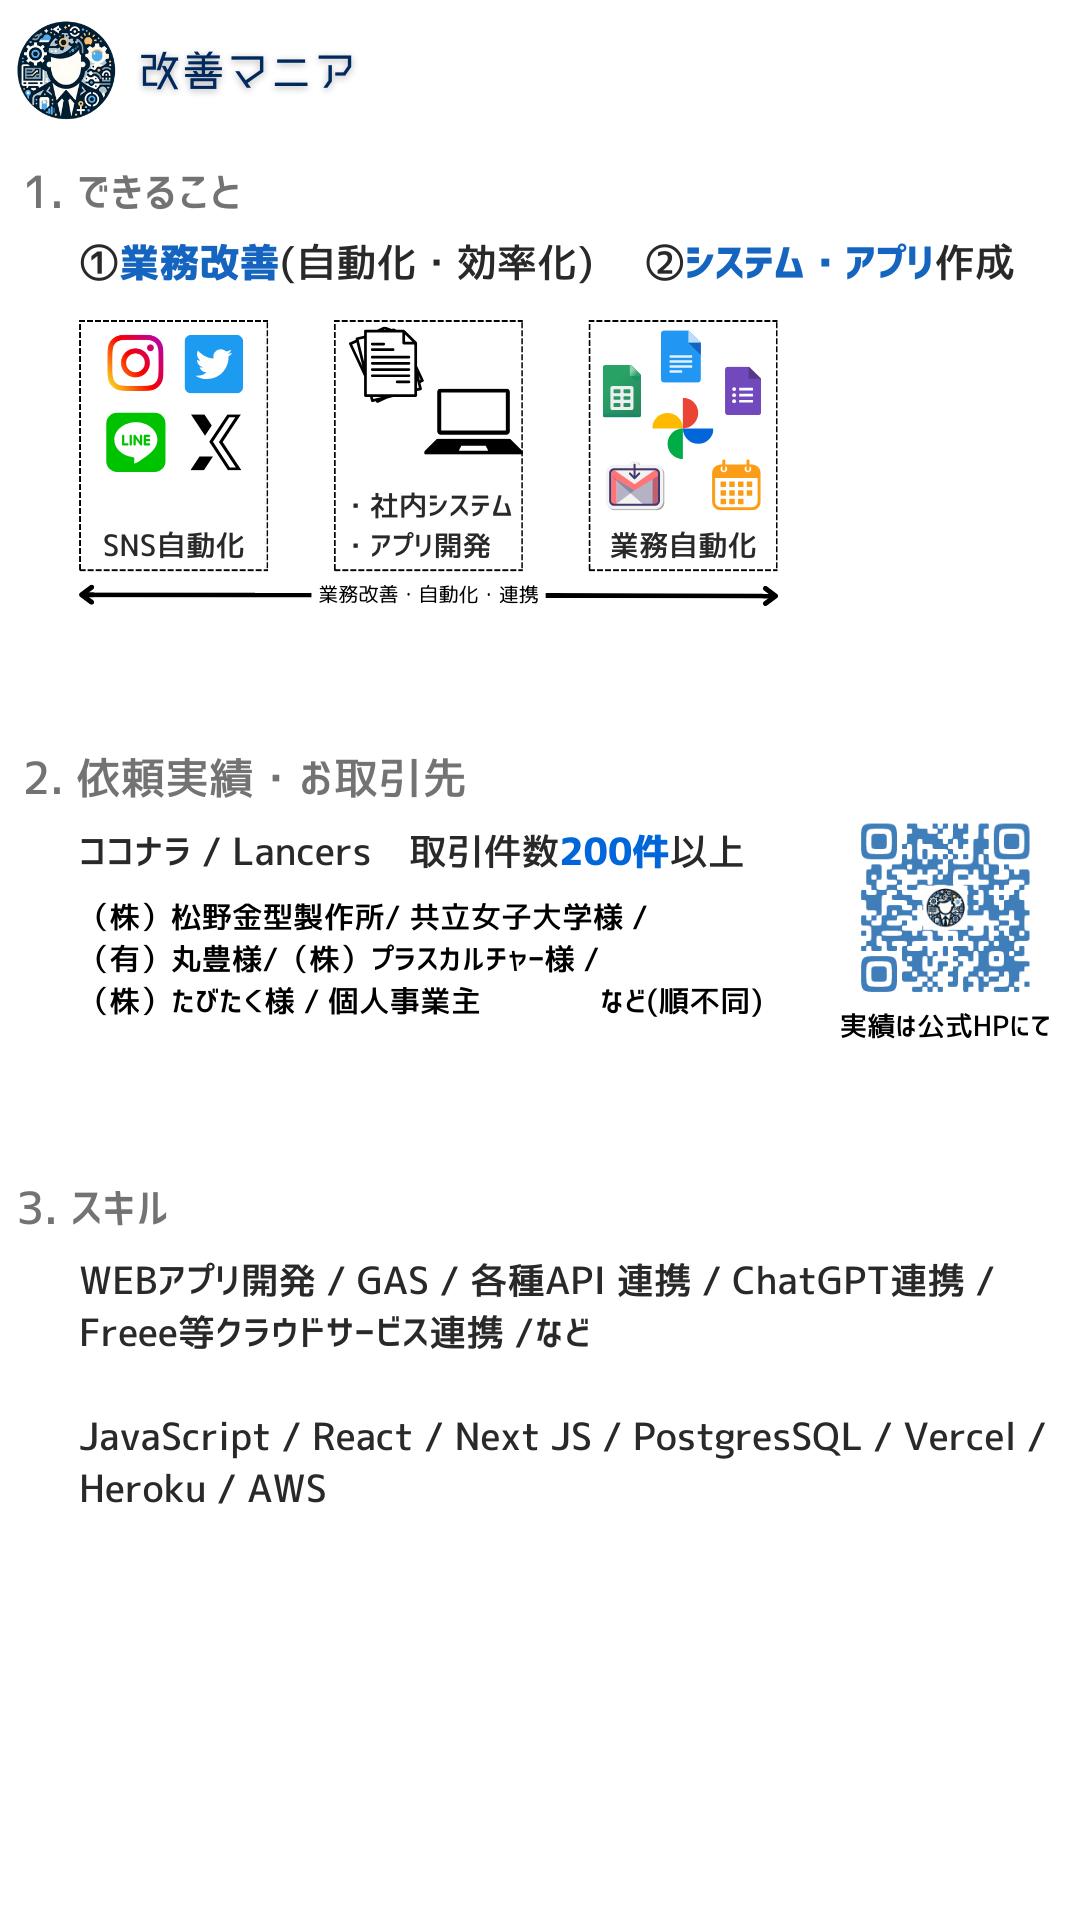 改善マニア
1. できること
①業務改善(自動化・効率化)　②システム・アプリ作成
LINE
・社内システム
・アプリ開発
SNS自動化
業務自動化
業務改善・自動化・連携
2. 依頼実績・お取引先
ココナラ / Lancers　取引件数200件以上
（株）松野金型製作所/ 共立女子大学様 /
（有）丸豊様/（株）プラスカルチャー様 /
（株）たびたく様 / 個人事業主　　　　など(順不同)
実績は公式HPにて
3. スキル
WEBアプリ開発 / GAS / 各種API 連携 / ChatGPT連携 /
Freee等クラウドサービス連携 /など
JavaScript / React / Next JS / PostgresSQL / Vercel /
Heroku / AWS